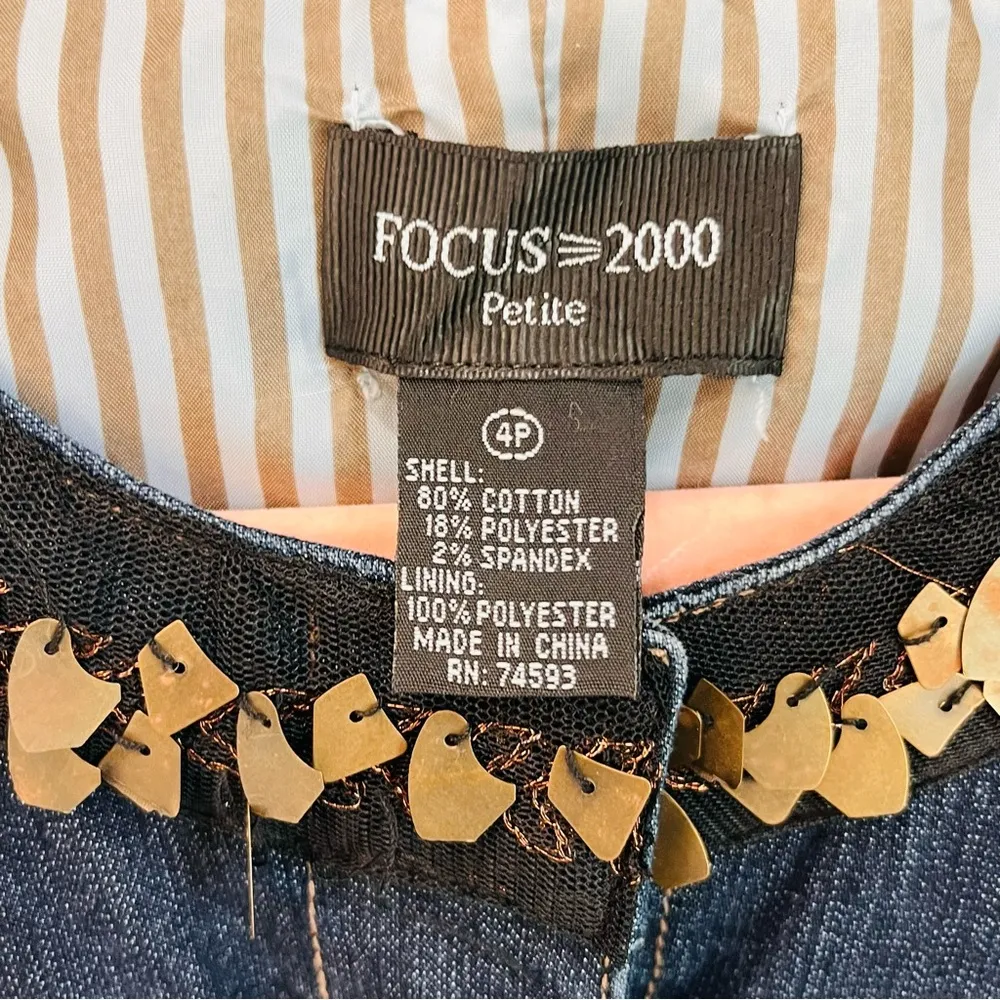 FOCUS 2000
Petite
4P
SHELL:
80% COTTON
18% POLYESTER
2% SPANDEX
LINING:
100% POLYESTER
MADE IN CHINA
RN: 74593